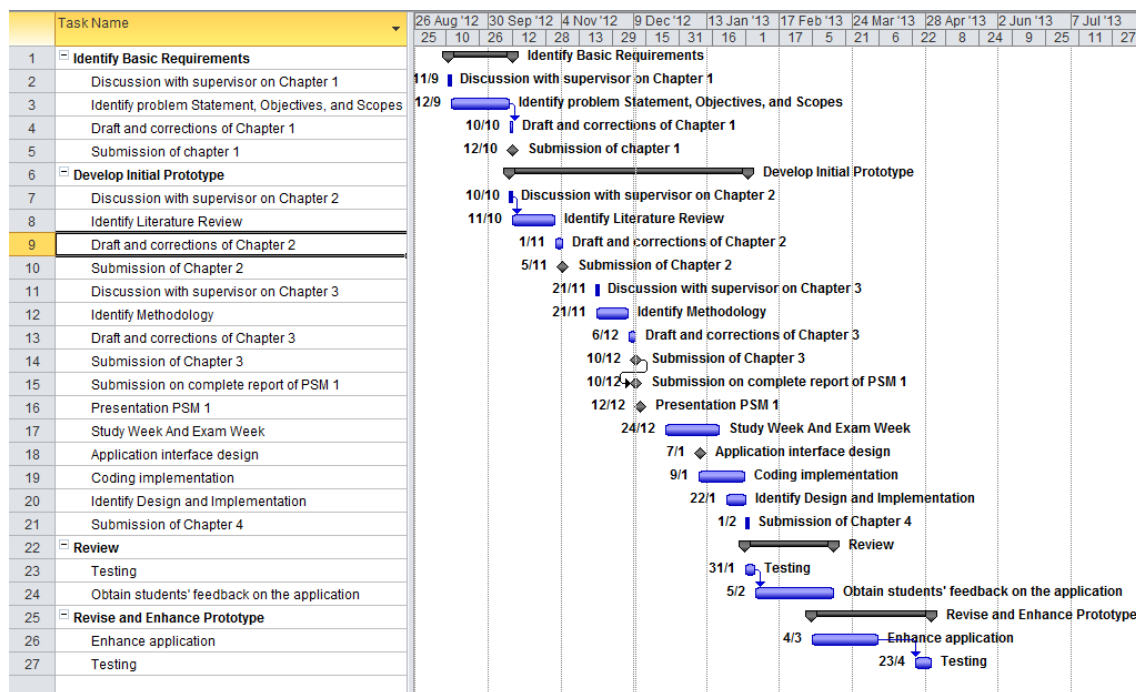 Task Name 26 Aug '12 30 Sep '12 4 Nov '12 9 Dec '12 13 Jan '13 17 Feb '13 24 Mar '13 28 Apr '13 2 Jun '13 7 Jul '13
25 10 26 12 28 13 29 15 31 16 1 17 5 21 6 22 8 24 9 25 11 27
1 Identify Basic Requirements Identify Basic Requirements
2 Discussion with supervisor on Chapter 1 11/9 Discussion with supervisor on Chapter 1
3 Identify problem Statement, Objectives, and Scopes 12/9 Identify problem Statement, Objectives, and Scopes
4 Draft and corrections of Chapter 1 10/10 Draft and corrections of Chapter 1
5 Submission of chapter 1 12/10 Submission of chapter 1
6 Develop Initial Prototype Develop Initial Prototype
7 Discussion with supervisor on Chapter 2 10/10 Discussion with supervisor on Chapter 2
8 Identify Literature Review 11/10 Identify Literature Review
9 Draft and corrections of Chapter 2 1/11 Draft and corrections of Chapter 2
10 Submission of Chapter 2 5/11 Submission of Chapter 2
11 Discussion with supervisor on Chapter 3 21/11 Discussion with supervisor on Chapter 3
12 Identify Methodology 21/11 Identify Methodology
13 Draft and corrections of Chapter 3 6/12 Draft and corrections of Chapter 3
14 Submission of Chapter 3 10/12 Submission of Chapter 3
15 Submission on complete report of PSM 1 10/12 Submission on complete report of PSM 1
16 Presentation PSM 1 12/12 Presentation PSM 1
17 Study Week And Exam Week 24/12 Study Week And Exam Week
18 Application interface design 7/1 Application interface design
19 Coding implementation 9/1 Coding implementation
20 Identify Design and Implementation 22/1 Identify Design and Implementation
21 Submission of Chapter 4 1/2 Submission of Chapter 4
22 Review Review
23 Testing 31/1 Testing
24 Obtain students' feedback on the application 5/2 Obtain students' feedback on the application
25 Revise and Enhance Prototype Revise and Enhance Prototype
26 Enhance application 4/3 Enhance application
27 Testing 23/4 Testing